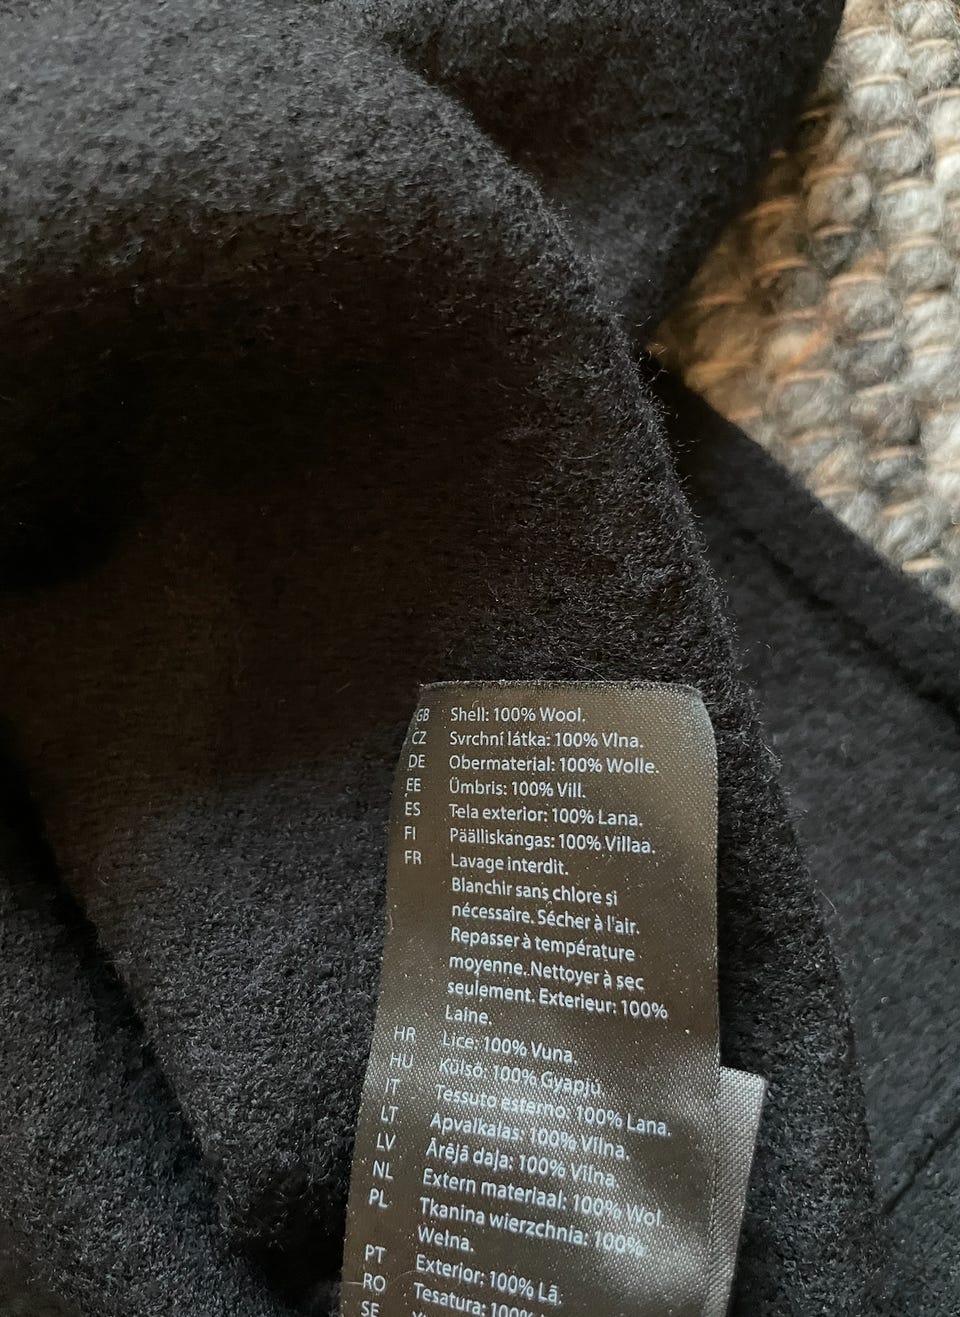 GB Shell: 100% Wool.
CZ Svrchní látka: 100% Vlna.
DE Obermaterial: 100% Wolle.
EE Ümbris: 100% Vill.
ES Tela exterior: 100% Lana.
FI Päälliskangas: 100% Villaa.
FR Lavage interdit.
Blanchir sans chlore si
nécessaire. Sécher à l'air.
Repasser à température
moyenne. Nettoyer à sec
seulement. Exterieur: 100%
Laine.
HR Lice: 100% Vuna.
HU Külsö: 100% Gyapjú.
IT Tessuto esterno: 100% Lana.
LT Apvalkalas: 100% Vilna.
LV Ārējā daļa: 100% Vilna.
NL Extern materiaal: 100% Wol.
PL Tkanina wierzchnia: 100%
Wełna.
PT Exterior: 100% Lã.
RO Tesatura: 100%
SE